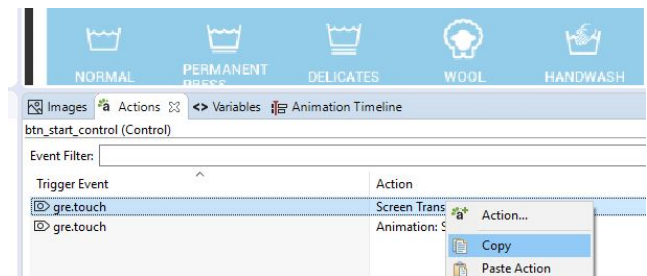 NORMAL PERMANENT PRESS DELICATES WOOL HANDWASH
Images Actions <> Variables Animation Timeline
btn_start_control (Control)
Event Filter:
Trigger Event Action
gre.touch Screen Trans
gre.touch Animation: S
Action...
Copy
Paste Action